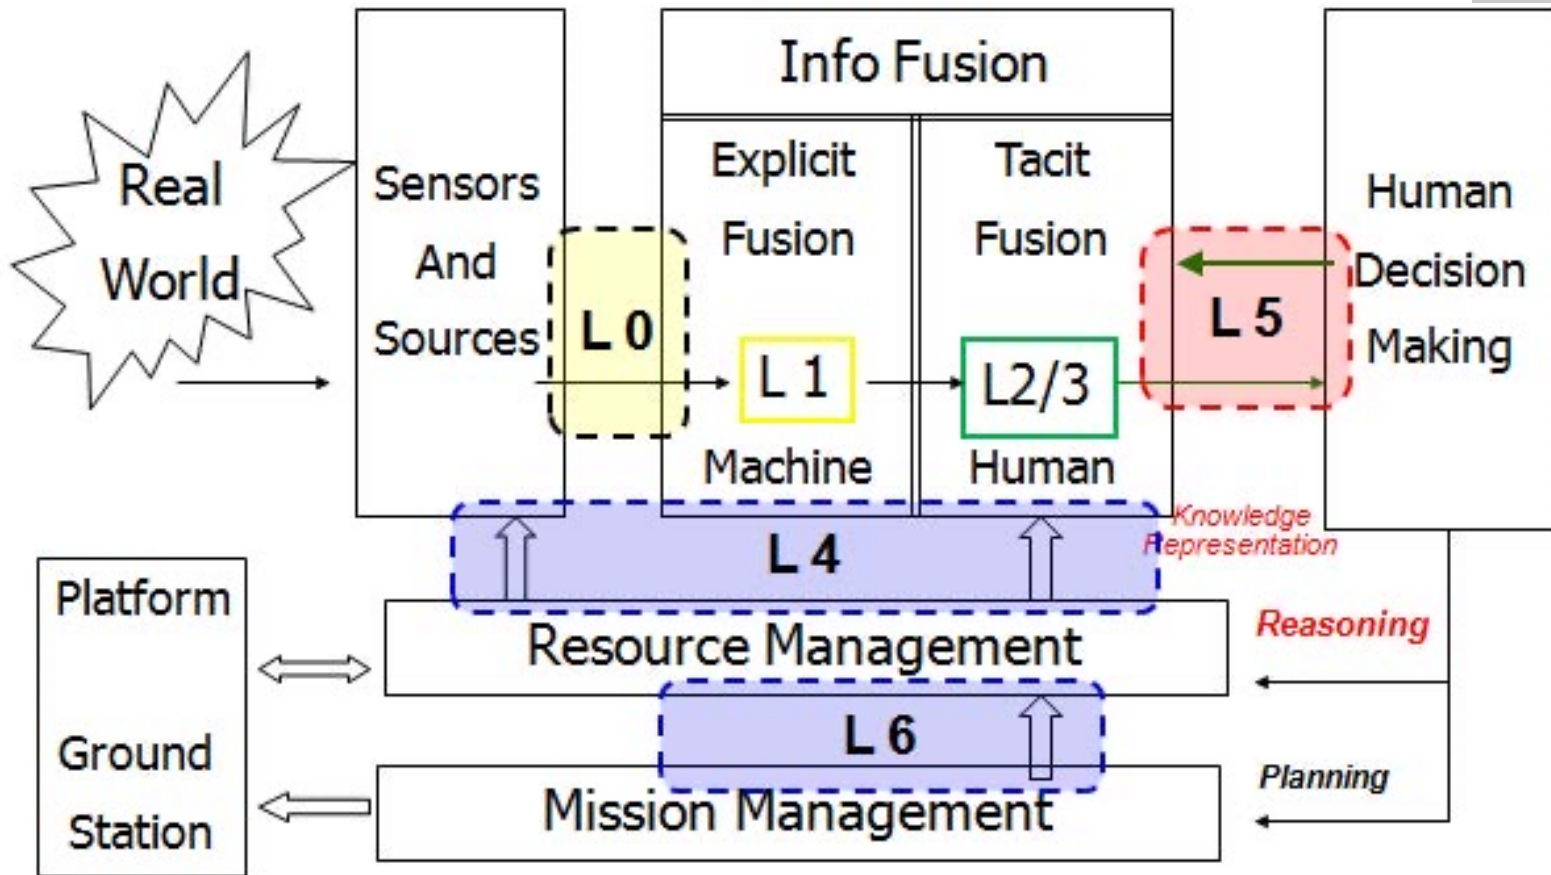 Real
World
Sensors
And
Sources
L 0
Info Fusion
Explicit
Fusion
L 1
Machine
Tacit
Fusion
L2/3
Human
L 5
Human
Decision
Making
Knowledge
Representation
L 4
Platform
Ground
Station
Resource Management
Reasoning
L 6
Mission Management
Planning